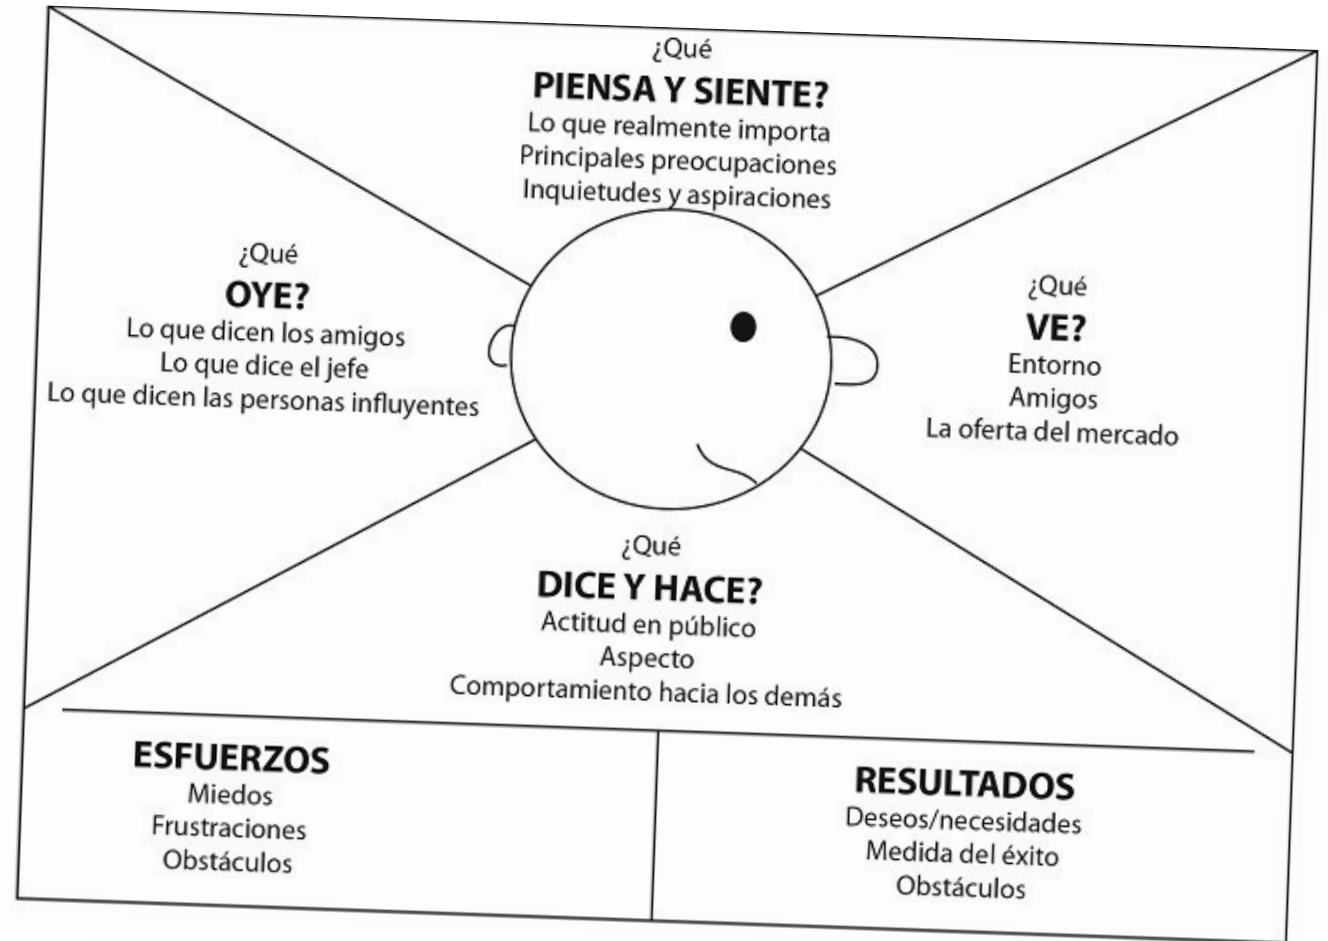 ¿Qué
PIENSA Y SIENTE?
Lo que realmente importa
Principales preocupaciones
Inquietudes y aspiraciones
¿Qué
OYE?
Lo que dicen los amigos
Lo que dice el jefe
Lo que dicen las personas influyentes
¿Qué
VE?
Entorno
Amigos
La oferta del mercado
¿Qué
DICE Y HACE?
Actitud en público
Aspecto
Comportamiento hacia los demás
ESFUERZOS
Miedos
Frustraciones
Obstáculos
RESULTADOS
Deseos/necesidades
Medida del éxito
Obstáculos